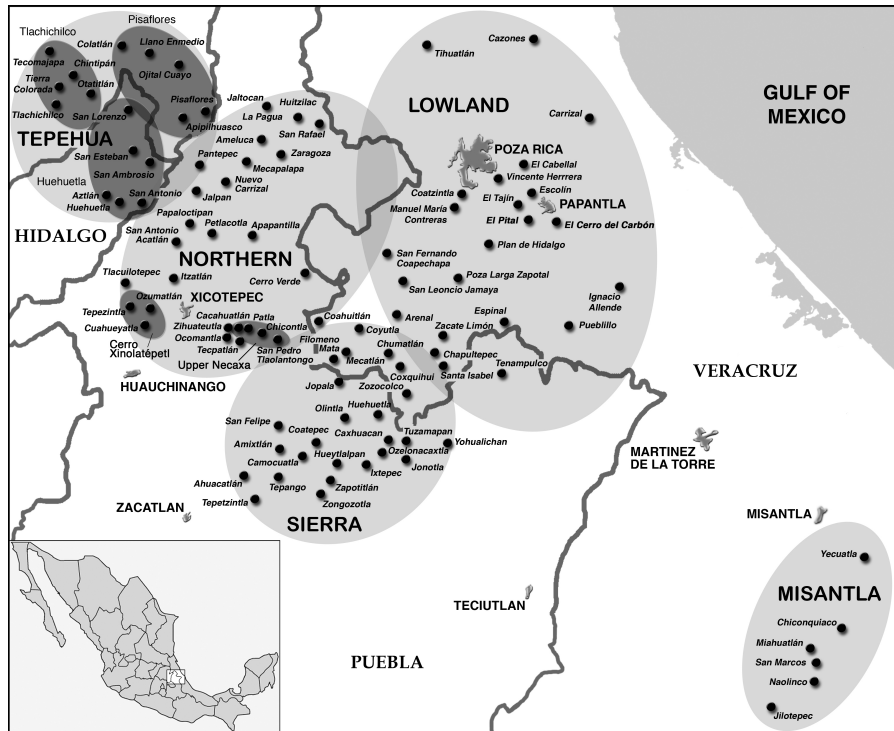 Tlachichilco
Pisaflores
Colatlán
Llano Enmedio
Tecomajapa
Chintipán
Ojital Cuayo
Tierra
Colorada
Otatitlán
Tlachichilco
San Lorenzo
Pisaflores
Apipilhuasco
TEPEHUA
San Esteban
San Ambrosio
Huehuetla
Aztlán
Huehuetla
San Antonio
HIDALGO
Jaltocan
Huitzilac
La Pagua
San Rafael
Ameluca
Zaragoza
Pantepec
Mecapalapa
Nuevo
Carrizal
Jalpan
Papaloctipan
Petlacotla
Apapantilla
San Antonio
Acatlán
NORTHERN
Tlacuilotepec
Itzatlán
Cerro Verde
Ozumatlán
XICOTEPEC
Tepezintla
Cuahueyatla
Cerro
Xinolatépetl
Cacahuatlán
Patla
Zihuateutla
Chicontla
Ocomantla
Tecpatlán
San Pedro
Tlaolantongo
Upper Necaxa
HUAUCHINANGO
LOWLAND
Tihuatlán
Cazones
Carrizal
POZA RICA
El Cabellal
Vincente Herrrera
Coatzintla
Escolín
El Tajín
PAPANTLA
Manuel María
Contreras
El Pital
El Cerro del Carbón
Plan de Hidalgo
San Fernando
Coapechapa
Poza Larga Zapotal
San Leoncio Jamaya
Ignacio
Allende
Arenal
Espinal
Pueblillo
Zacate Limón
Coahuitlán
Coyutla
Filomeno
Mata
Chumatlán
Chapultepec
Mecatlán
Tenampulco
Coxquihui
Santa Isabel
Jopala
Zozocolco
Olintla
Huehuetla
San Felipe
Coatepec
Caxhuacan
Tuzamapan
Yohualichan
Amixtlán
Ozelonacaxtla
Camocuatla
Hueytlalpan
Jonotla
Ixtepec
Ahuacatlán
Tepango
Zapotitlán
Tepetzintla
Zongozotla
SIERRA
ZACATLAN
GULF OF
MEXICO
VERACRUZ
MARTINEZ
DE LA TORRE
TECIUTLAN
PUEBLA
MISANTLA
Yecuatla
MISANTLA
Chiconquiaco
Miahuatlán
San Marcos
Naolinco
Jilotepec